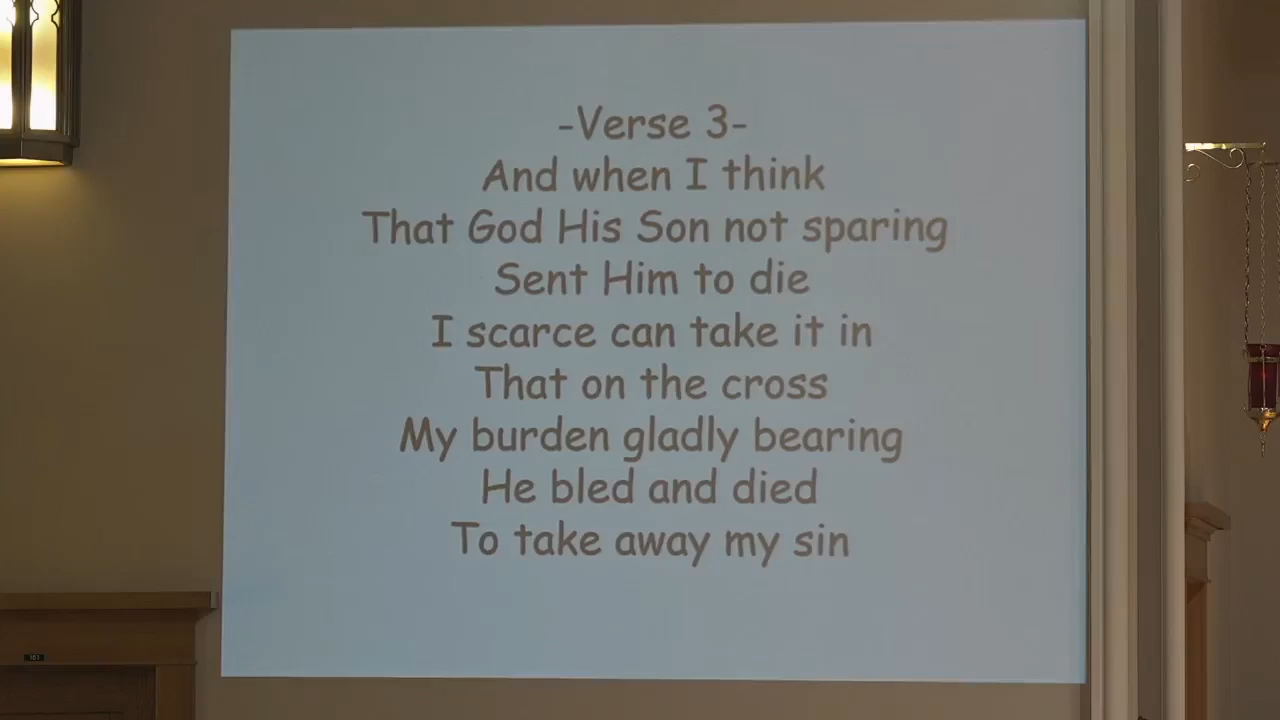 -Verse 3-
And when I think
That God His Son not sparing
Sent Him to die
I scarce can take it in
That on the cross
My burden gladly bearing
He bled and died
To take away my sin